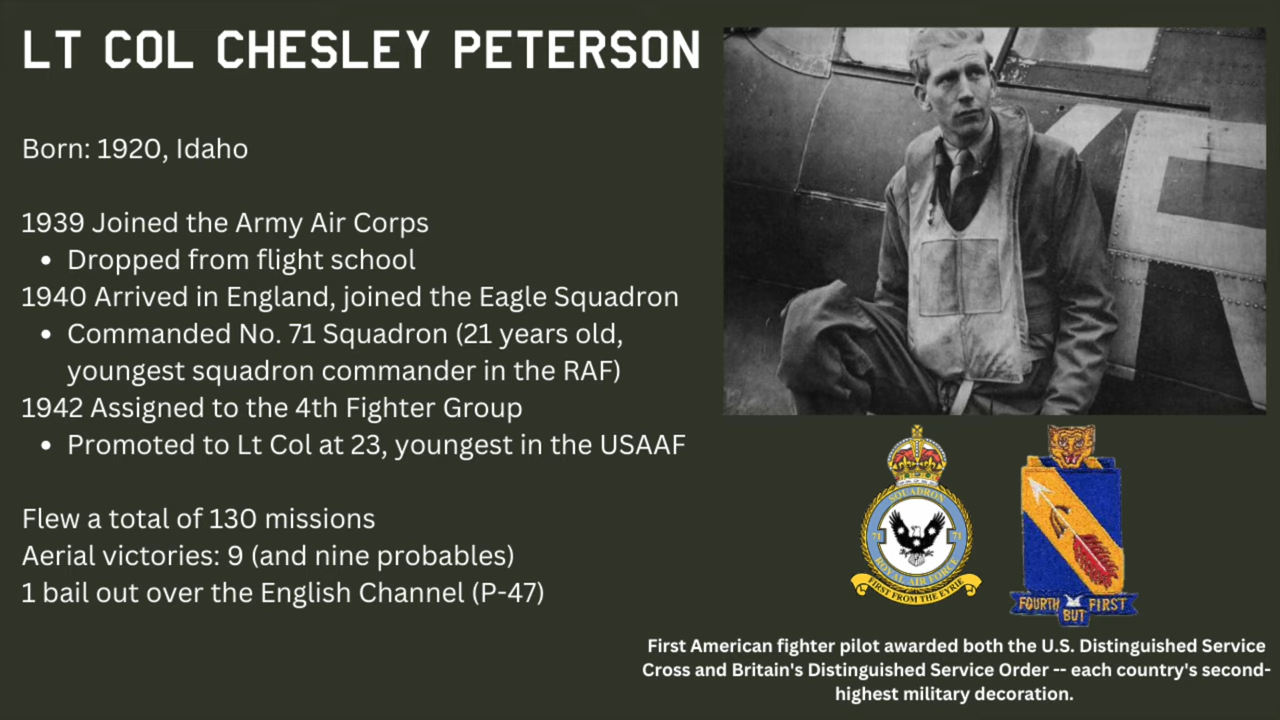 LT COL CHESLEY PETERSON
Born: 1920, Idaho
1939 Joined the Army Air Corps
• Dropped from flight school
1940 Arrived in England, joined the Eagle Squadron
• Commanded No. 71 Squadron (21 years old,
youngest squadron commander in the RAF)
1942 Assigned to the 4th Fighter Group
• Promoted to Lt Col at 23, youngest in the USAAF
Flew a total of 130 missions
Aerial victories: 9 (and nine probables)
1 bail out over the English Channel (P-47)
SQUADRON
71
71
ROYAL AIR FORCE
FIRST FROM THE EYRIE
FOURTH BUT FIRST
First American fighter pilot awarded both the U.S. Distinguished Service
Cross and Britain's Distinguished Service Order -- each country's second-
highest military decoration.